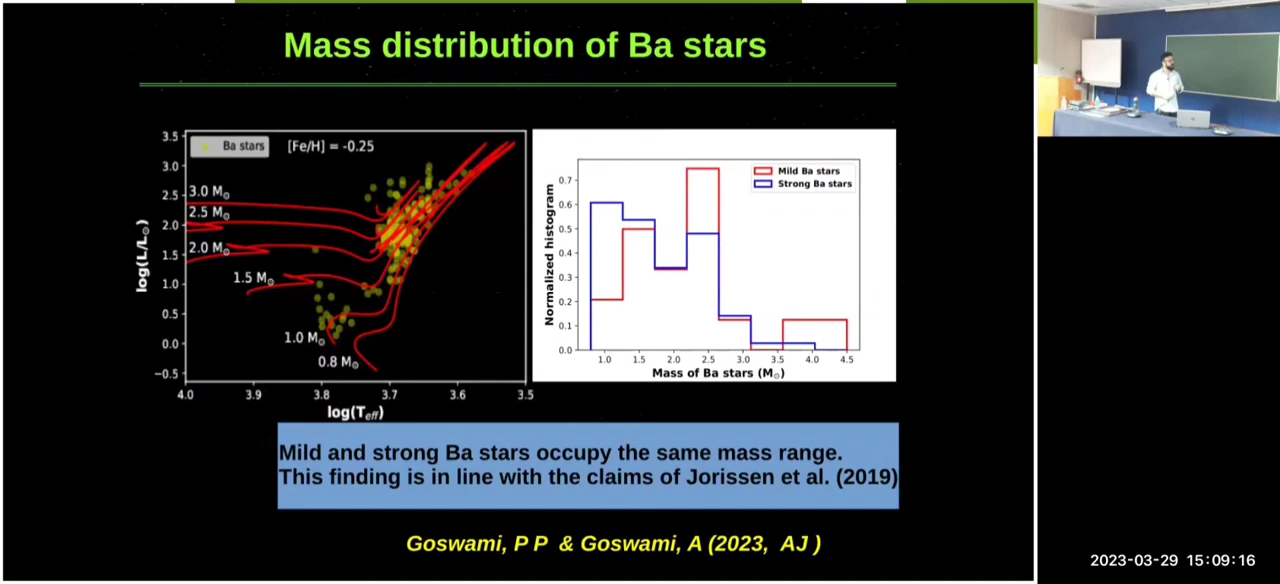 Mass distribution of Ba stars
Ba stars
[Fe/H] = -0.25
3.5
3.0
2.5
2.0
1.5
1.0
0.5
0.0
−0.5
log(L/L⊙)
3.0 M⊙
2.5 M⊙
2.0 M⊙
1.5 M⊙
1.0 M⊙
0.8 M⊙
4.0 3.9 3.8 3.7 3.6 3.5
log(Teff)
Mild Ba stars
Strong Ba stars
0.7
0.6
0.5
0.4
0.3
0.2
0.1
0.0
Normalized histogram
1.0 1.5 2.0 2.5 3.0 3.5 4.0 4.5
Mass of Ba stars (M⊙)
Mild and strong Ba stars occupy the same mass range.
This finding is in line with the claims of Jorissen et al. (2019)
Goswami, P P & Goswami, A (2023, AJ )
2023-03-29 15:09:16